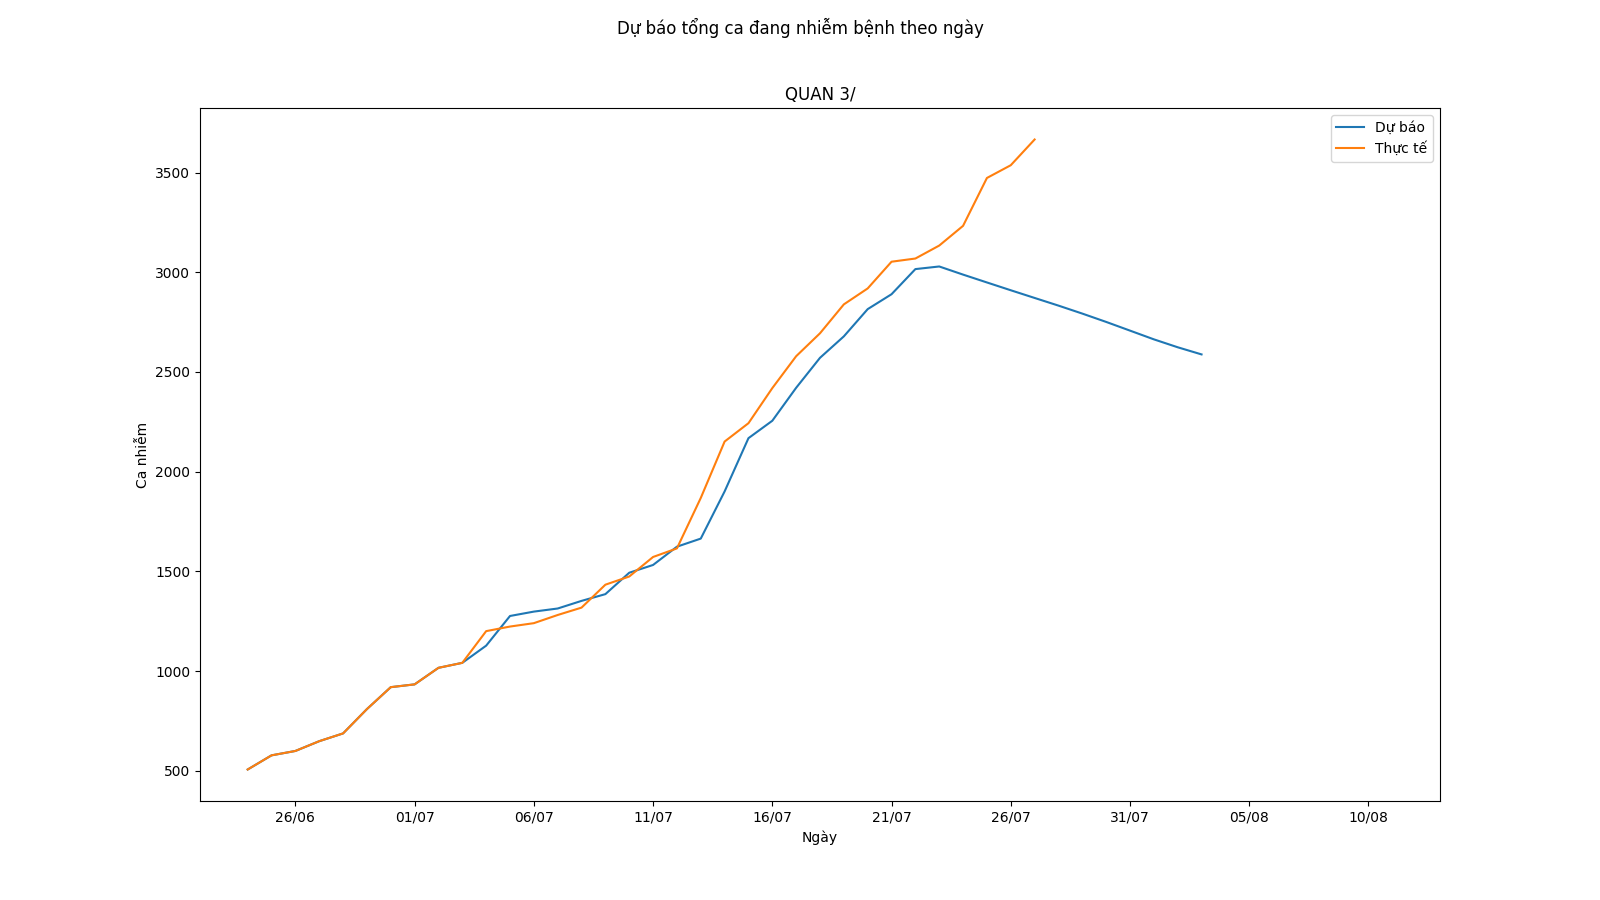 Dự báo tổng ca đang nhiễm bệnh theo ngày
QUAN 3/
Dự báo
Thực tế
3500
3000
2500
2000
1500
1000
500
Ca nhiễm
26/06 01/07 06/07 11/07 16/07 21/07 26/07 31/07 05/08 10/08
Ngày